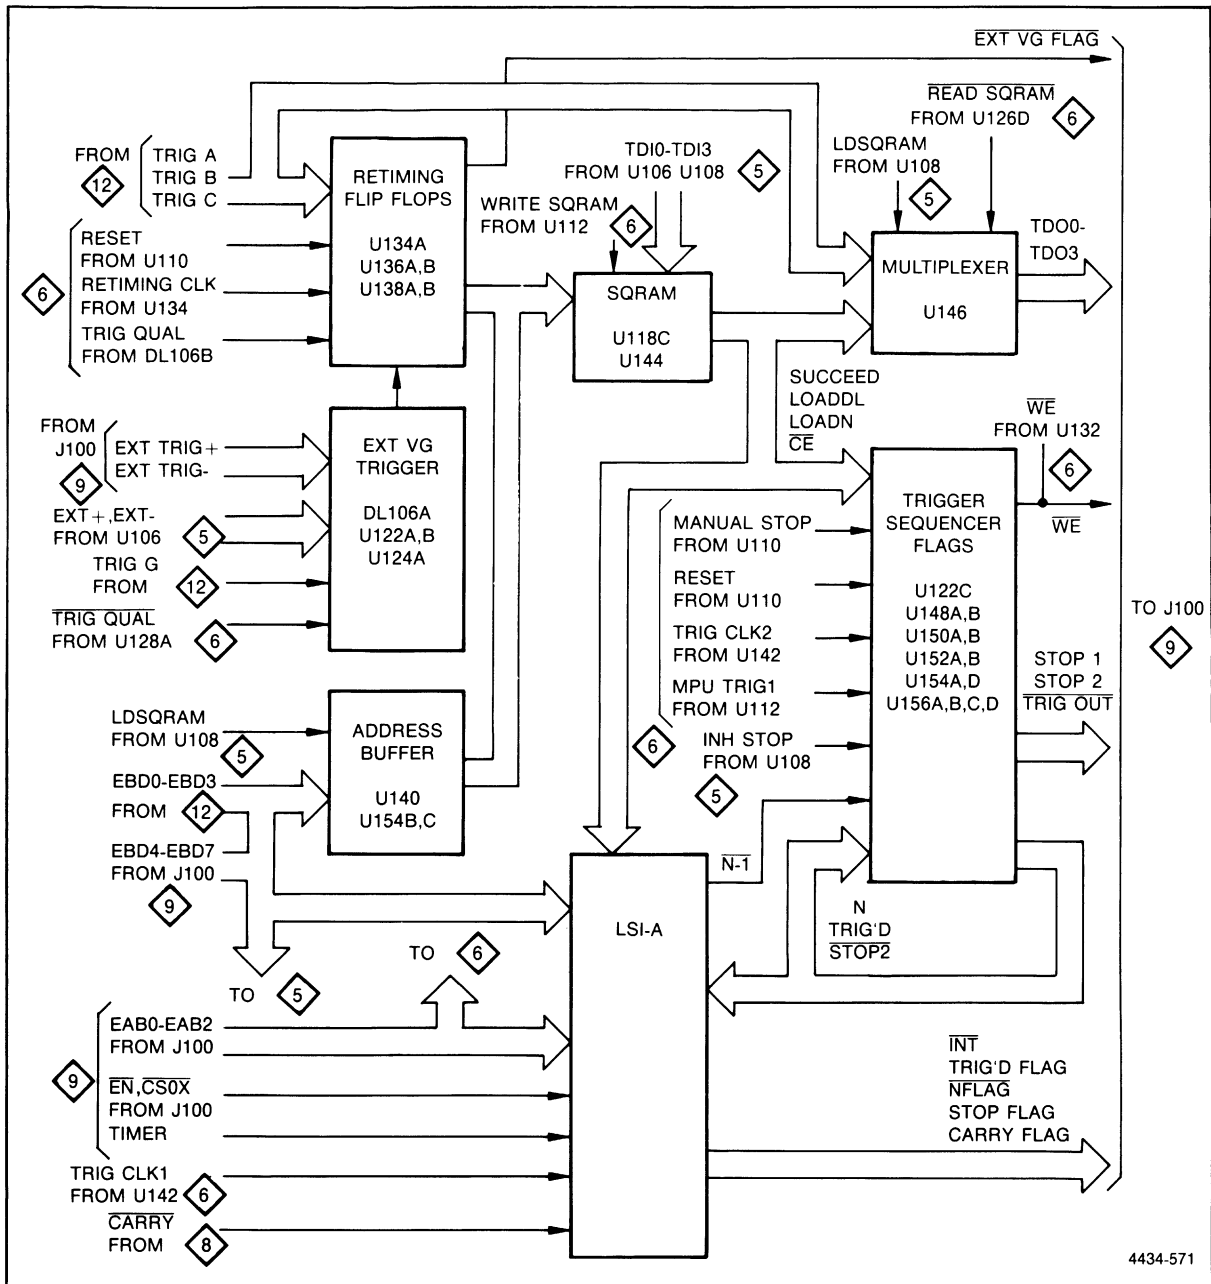 EXT VG FLAG
READ SQRAM
FROM U126D
6
LDSQRAM
FROM U108
5
TDI0-TDI3
FROM U106 U108
5
WRITE SQRAM
FROM U112
6
FROM
12
TRIG A
TRIG B
TRIG C
RESET
FROM U110
RETIMING CLK
FROM U134
TRIG QUAL
FROM DL106B
6
RETIMING
FLIP FLOPS
U134A
U136A,B
U138A,B
SQRAM
U118C
U144
MULTIPLEXER
U146
TDO0-
TDO3
SUCCEED
LOADDL
LOADN
CE
WE
FROM U132
6
WE
FROM
J100
9
EXT TRIG+
EXT TRIG-
EXT+,EXT-
FROM U106
5
TRIG G
FROM
12
TRIG QUAL
FROM U128A
6
EXT VG
TRIGGER
DL106A
U122A,B
U124A
MANUAL STOP
FROM U110
RESET
FROM U110
TRIG CLK2
FROM U142
MPU TRIG1
FROM U112
6
INH STOP
FROM U108
5
TRIGGER
SEQUENCER
FLAGS
U122C
U148A,B
U150A,B
U152A,B
U154A,D
U156A,B,C,D
STOP 1
STOP 2
TRIG OUT
TO J100
9
LDSQRAM
FROM U108
5
EBD0-EBD3
FROM
12
EBD4-EBD7
FROM J100
9
ADDRESS
BUFFER
U140
U154B,C
TO
5
TO
6
N-1
N
TRIG'D
STOP2
LSI-A
EAB0-EAB2
FROM J100
EN,CS0X
FROM J100
TIMER
9
TRIG CLK1
FROM U142
6
CARRY
FROM
8
INT
TRIG'D FLAG
NFLAG
STOP FLAG
CARRY FLAG
4434-571